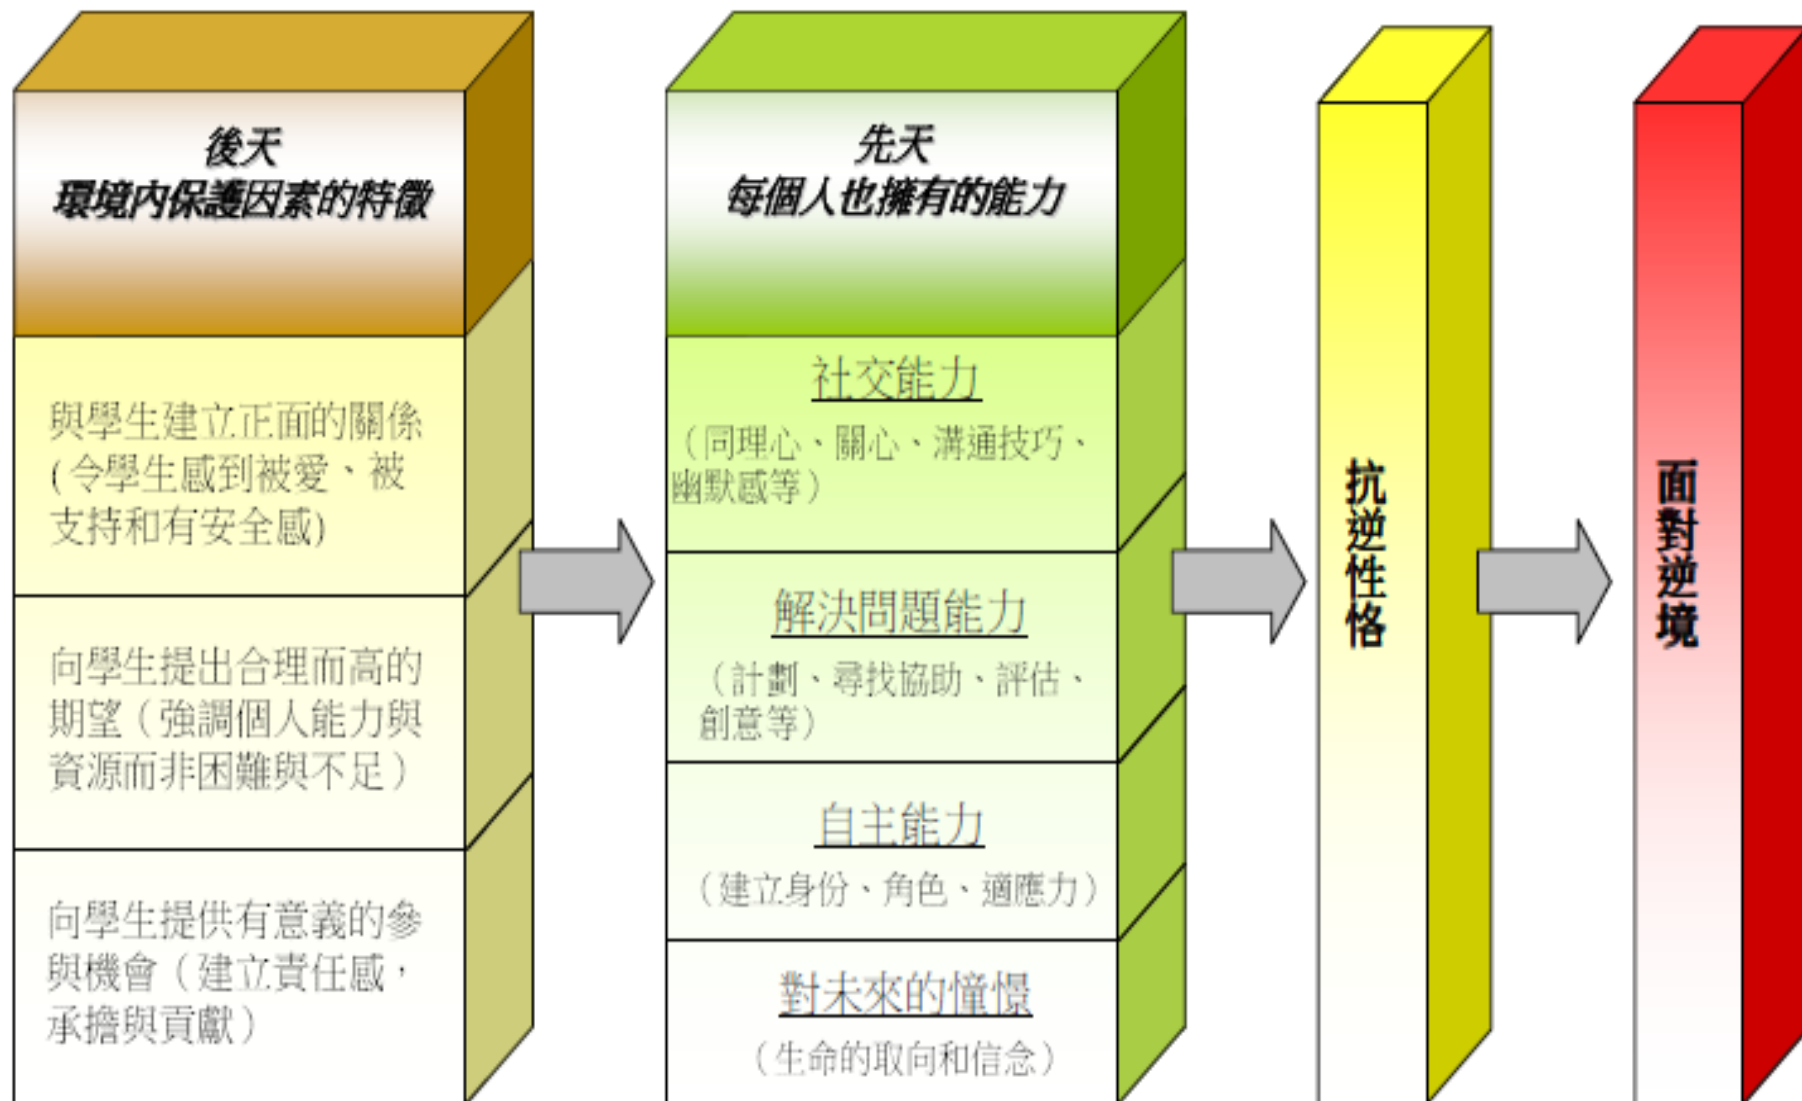 後天
環境內保護因素的特徵
與學生建立正面的關係
(令學生感到被愛、被
支持和有安全感)
向學生提出合理而高的
期望（強調個人能力與
資源而非困難與不足）
向學生提供有意義的參
與機會（建立責任感，
承擔與貢獻）
先天
每個人也擁有的能力
社交能力
（同理心、關心、溝通技巧、
幽默感等）
解決問題能力
（計劃、尋找協助、評估、
創意等）
自主能力
（建立身份、角色、適應力）
對未來的憧憬
（生命的取向和信念）
抗逆性恪
面對逆境